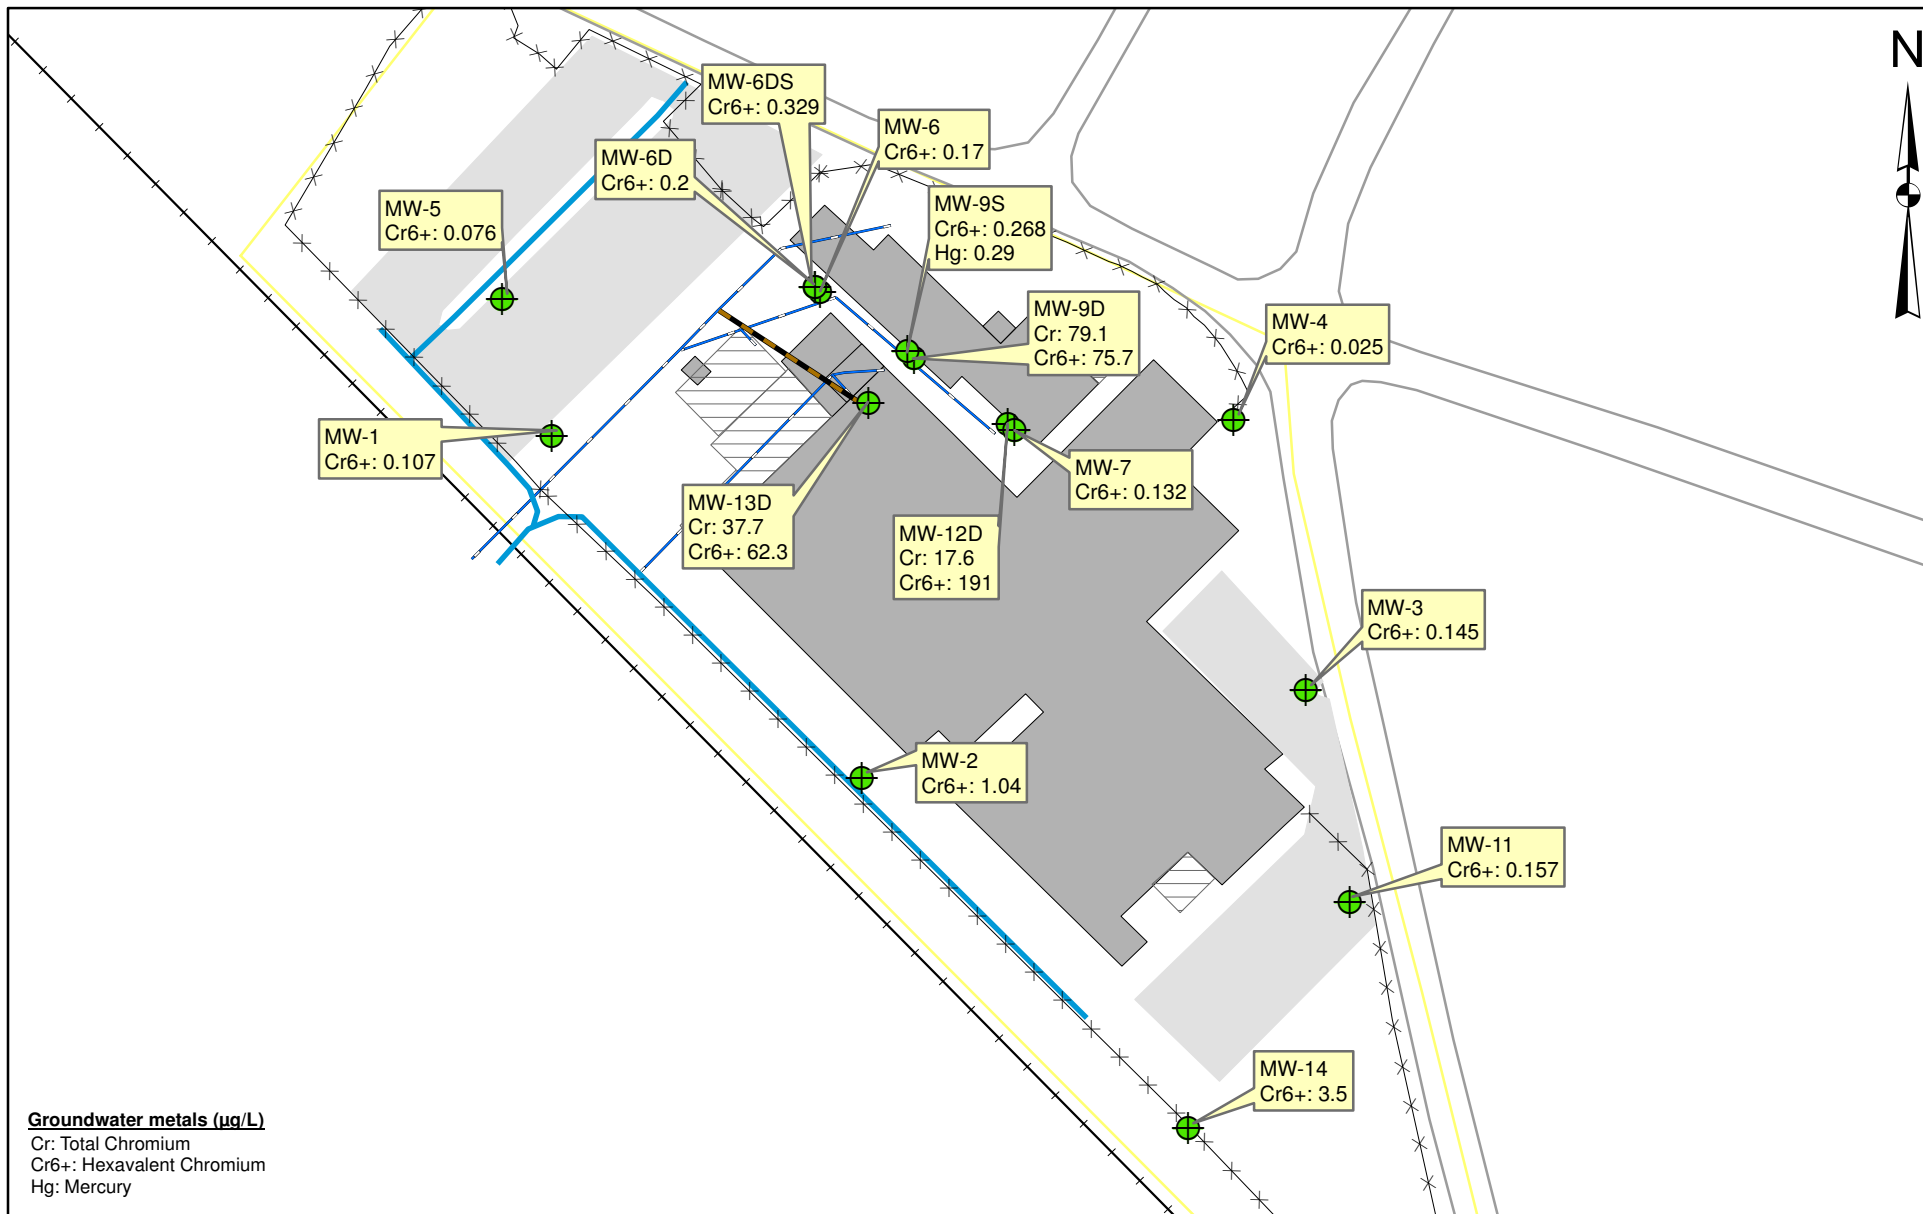 N
MW-6DS
Cr6+: 0.329
MW-6
Cr6+: 0.17
MW-6D
Cr6+: 0.2
MW-5
Cr6+: 0.076
MW-9S
Cr6+: 0.268
Hg: 0.29
MW-9D
Cr: 79.1
Cr6+: 75.7
MW-4
Cr6+: 0.025
MW-1
Cr6+: 0.107
MW-7
Cr6+: 0.132
MW-13D
Cr: 37.7
Cr6+: 62.3
MW-12D
Cr: 17.6
Cr6+: 191
MW-3
Cr6+: 0.145
MW-2
Cr6+: 1.04
MW-11
Cr6+: 0.157
MW-14
Cr6+: 3.5
Groundwater metals (µg/L)
Cr: Total Chromium
Cr6+: Hexavalent Chromium
Hg: Mercury